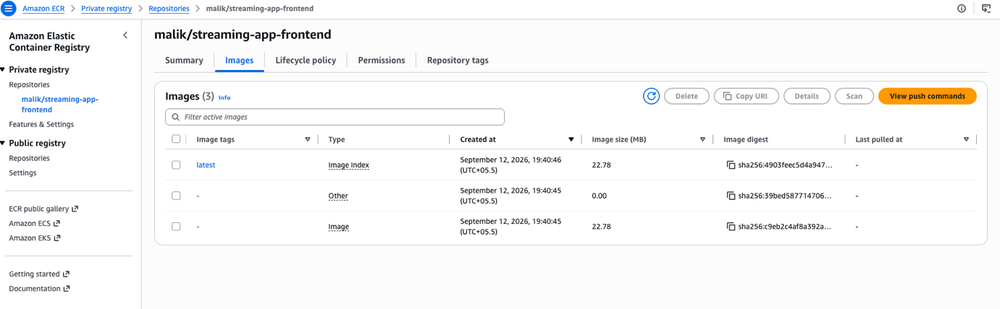 Amazon ECR > Private registry > Repositories > malik/streaming-app-frontend
Amazon Elastic
Container Registry
Private registry
Repositories
malik/streaming-app-
frontend
Features & Settings
Public registry
Repositories
Settings
ECR public gallery
Amazon ECS
Amazon EKS
Getting started
Documentation
malik/streaming-app-frontend
Summary Images Lifecycle policy Permissions Repository tags
Images (3) Info
Delete Copy URI Details Scan View push commands
Filter active images
Image tags Type Created at Image size (MB) Image digest Last pulled at
latest Image Index September 12, 2026, 19:40:46 22.78 sha256:4903feec5d4a947... -
(UTC+05.5)
- Other September 12, 2026, 19:40:45 0.00 sha256:39bed587714706... -
(UTC+05.5)
- Image September 12, 2026, 19:40:45 22.78 sha256:c9eb2c4af8a392a... -
(UTC+05.5)